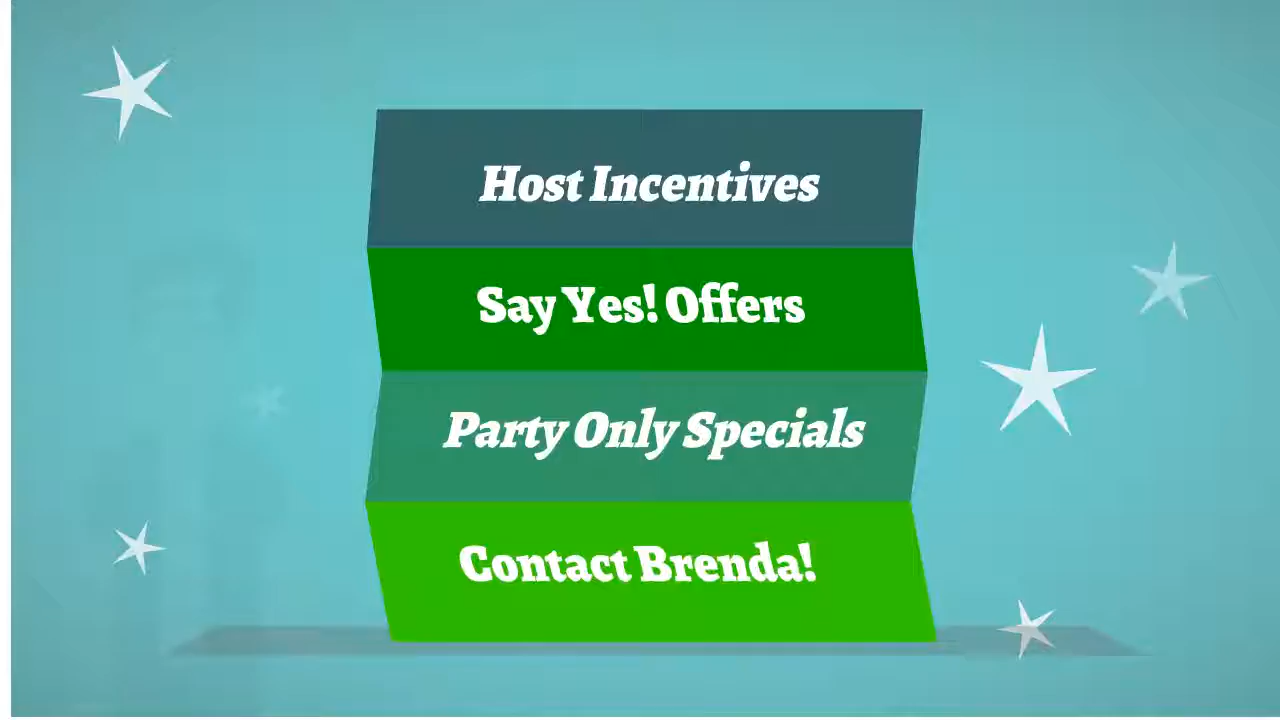 Host Incentives
Say Yes! Offers
Party Only Specials
Contact Brenda!